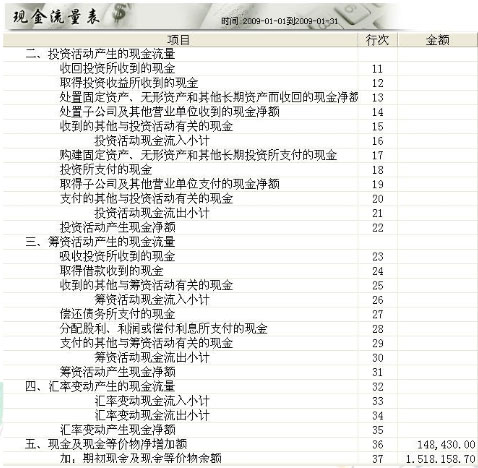 现金流量表 时间:2009-01-01到2009-01-31
项目 行次 金额
二、投资活动产生的现金流量
收回投资所收到的现金 11
取得投资收益所收到的现金 12
处置固定资产、无形资产和其他长期资产而收回的现金净额 13
处置子公司及其他营业单位收到的现金净额 14
收到的其他与投资活动有关的现金 15
投资活动现金流入小计 16
购建固定资产、无形资产和其他长期投资所支付的现金 17
投资所支付的现金 18
取得子公司及其他营业单位支付的现金净额 19
支付的其他与投资活动有关的现金 20
投资活动现金流出小计 21
投资活动产生现金净额 22
三、筹资活动产生的现金流量
吸收投资所收到的现金 23
取得借款收到的现金 24
收到的其他与筹资活动有关的现金 25
筹资活动现金流入小计 26
偿还债务所支付的现金 27
分配股利、利润或偿付利息所支付的现金 28
支付的其他与筹资活动有关的现金 29
筹资活动现金流出小计 30
筹资活动产生现金净额 31
四、汇率变动产生的现金流量 32
汇率变动现金流入小计 33
汇率变动现金流出小计 34
汇率变动产生现金净额 35
五、现金及现金等价物净增加额 36 148,430.00
加：期初现金及现金等价物余额 37 1,518,158.70